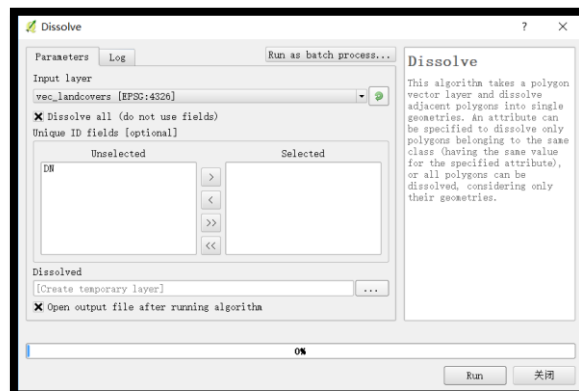 Dissolve
?
Parameters
Log
Run as batch process...
Input layer
vec_landcovers [EPSG:4326]
Dissolve all (do not use fields)
Unique ID fields [optional]
Unselected
Selected
DN
>
<
>>
<<
Dissolved
[Create temporary layer]
...
Open output file after running algorithm
Dissolve
This algorithm takes a polygon
vector layer and dissolve
adjacent polygons into single
geometries. An attribute can
be specified to dissolve only
polygons belonging to the same
class (having the same value
for the specified attribute),
or all polygons can be
dissolved, considering only
their geometries.
0%
Run
关闭